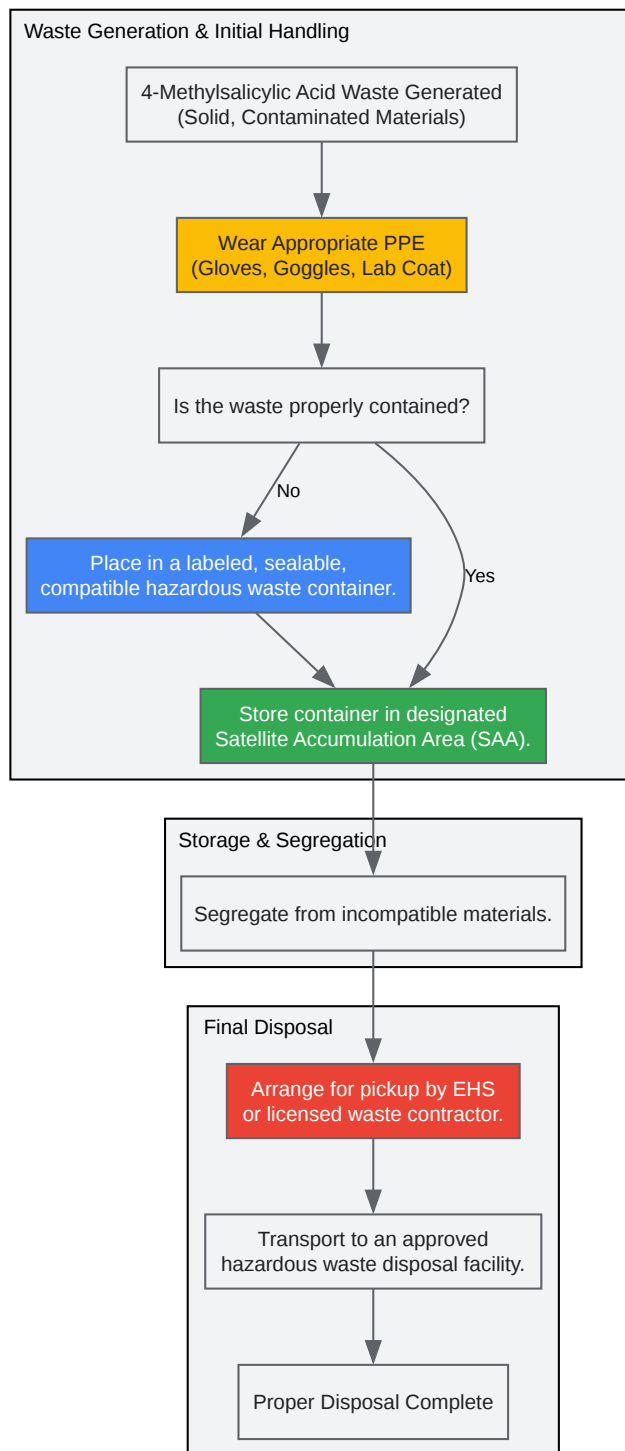 Waste Generation & Initial Handling
4-Methylsalicylic Acid Waste Generated
(Solid, Contaminated Materials)
Wear Appropriate PPE
(Gloves, Goggles, Lab Coat)
Is the waste properly contained?
No
Place in a labeled, sealable,
compatible hazardous waste container.
Yes
Store container in designated
Satellite Accumulation Area (SAA).
Storage & Segregation
Segregate from incompatible materials.
Final Disposal
Arrange for pickup by EHS
or licensed waste contractor.
Transport to an approved
hazardous waste disposal facility.
Proper Disposal Complete